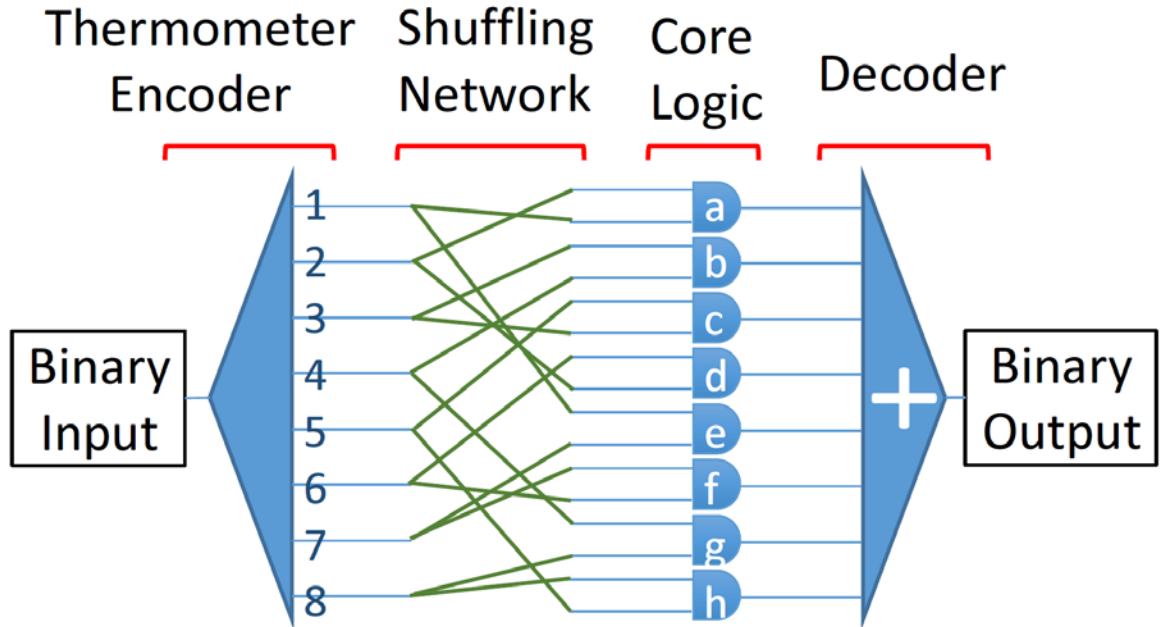 Thermometer
Encoder
Shuffling
Network
Core
Logic
Decoder
Binary
Input
1
2
3
4
5
6
7
8
a
b
c
d
e
f
g
h
+
Binary
Output